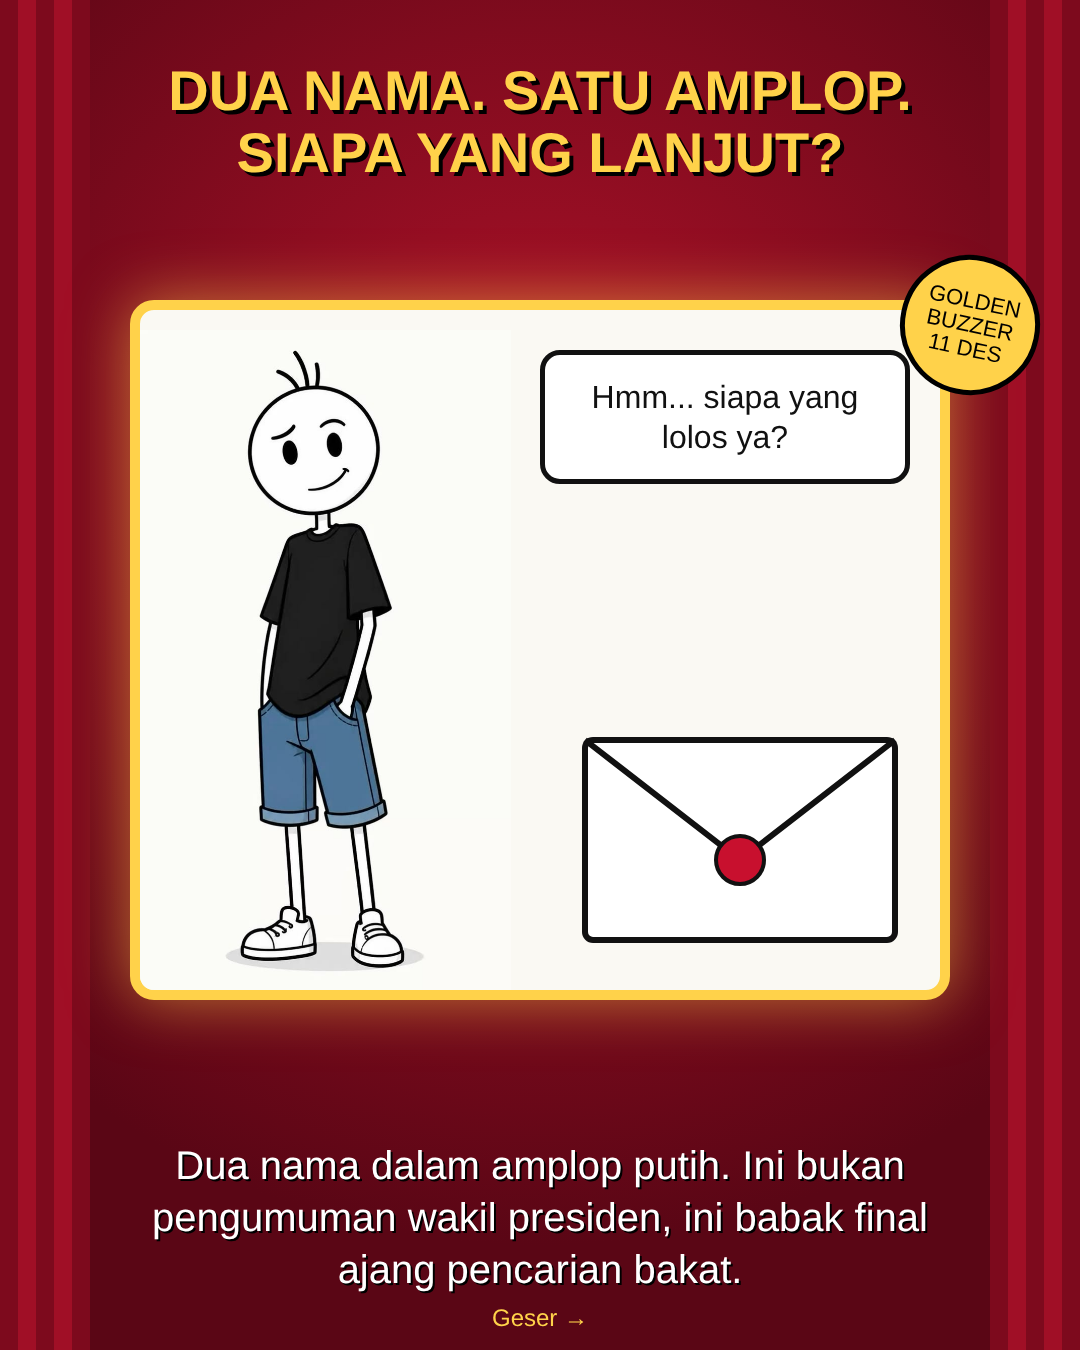 DUA NAMA. SATU AMPLOP.
SIAPA YANG LANJUT?
GOLDEN
BUZZER
11 DES
Hmm... siapa yang
lolos ya?
Dua nama dalam amplop putih. Ini bukan
pengumuman wakil presiden, ini babak final
ajang pencarian bakat.
Geser →